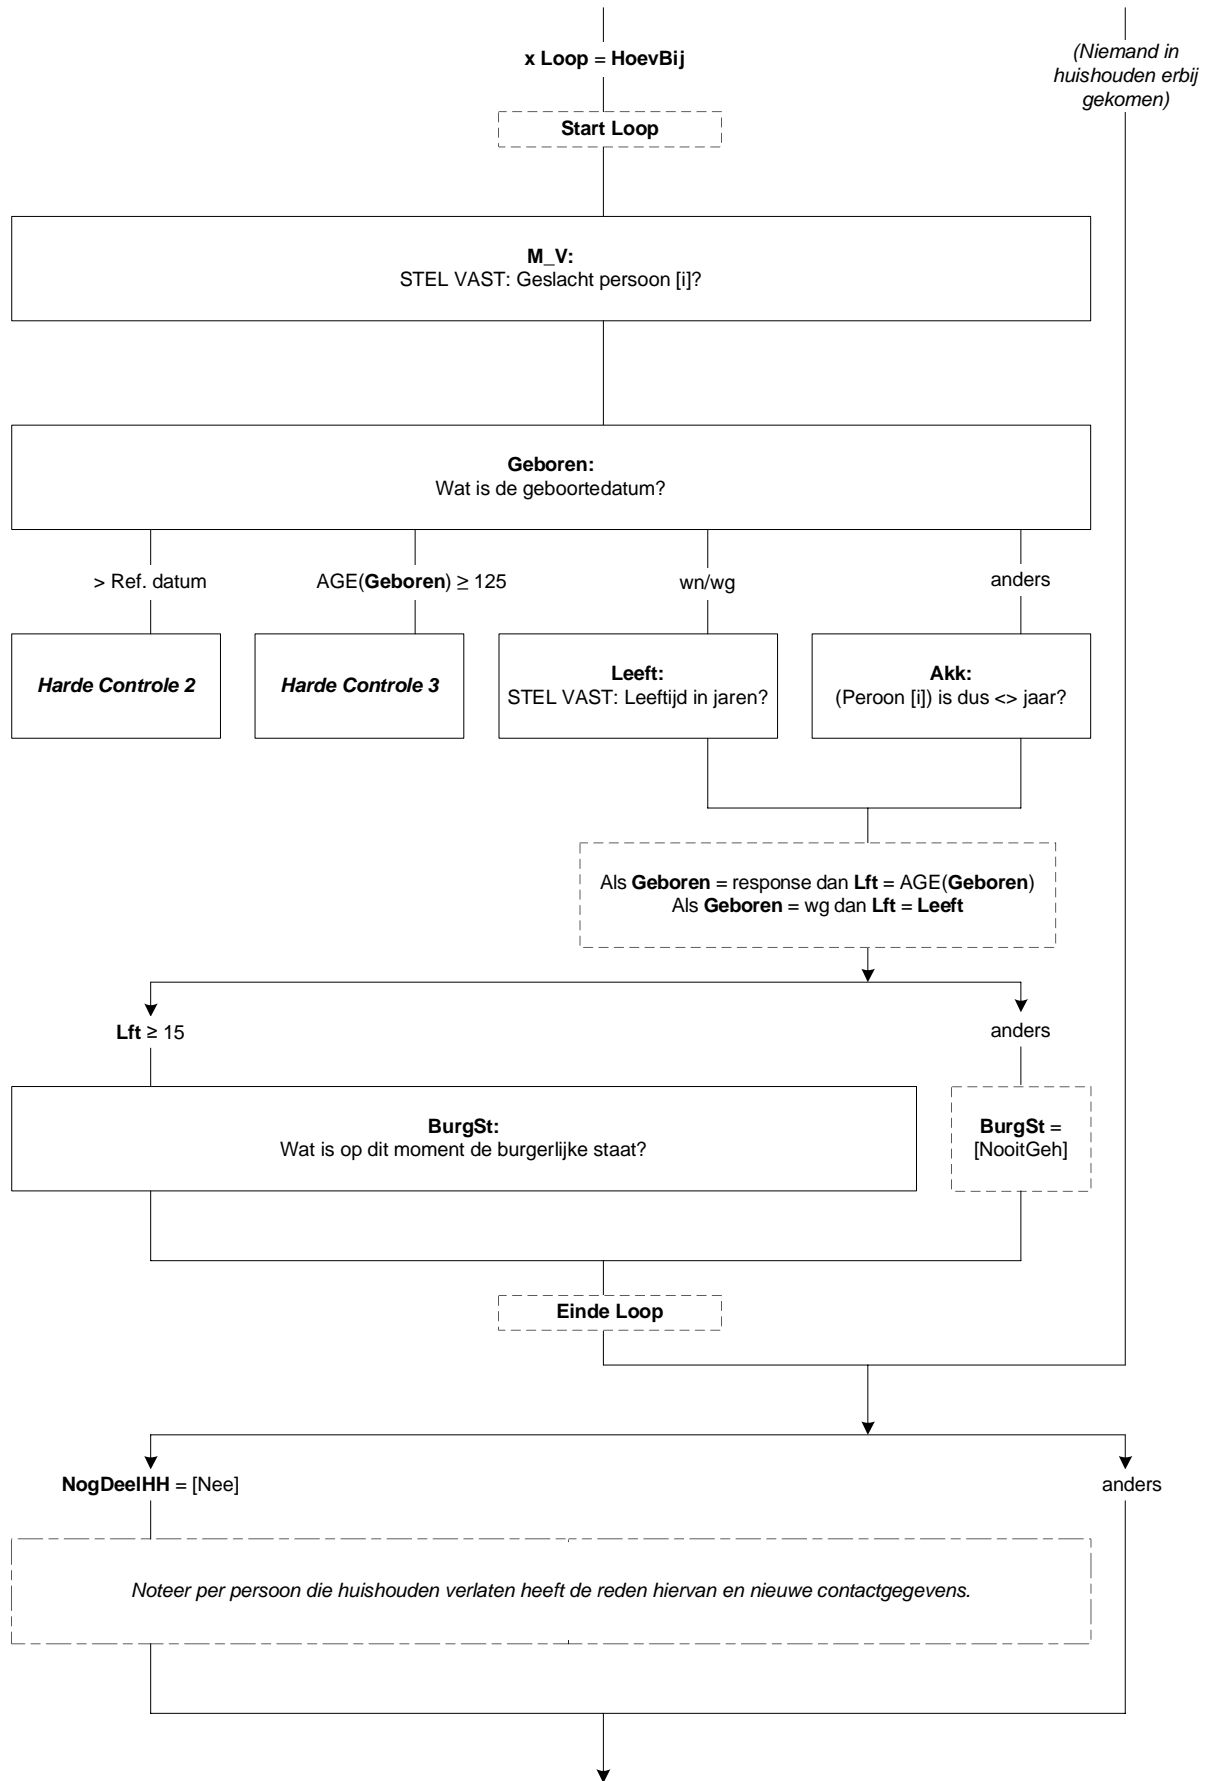 x Loop = HoevBij
(Niemand in
huishouden erbij
gekomen)
Start Loop
M_V:
STEL VAST: Geslacht persoon [i]?
Geboren:
Wat is de geboortedatum?
> Ref. datum
AGE(Geboren) ≥ 125
wn/wg
anders
Harde Controle 2
Harde Controle 3
Leeft:
STEL VAST: Leeftijd in jaren?
Akk:
(Peroon [i]) is dus <> jaar?
Als Geboren = response dan Lft = AGE(Geboren)
Als Geboren = wg dan Lft = Leeft
Lft ≥ 15
anders
BurgSt:
Wat is op dit moment de burgerlijke staat?
BurgSt =
[NooitGeh]
Einde Loop
NogDeelHH = [Nee]
anders
Noteer per persoon die huishouden verlaten heeft de reden hiervan en nieuwe contactgegevens.